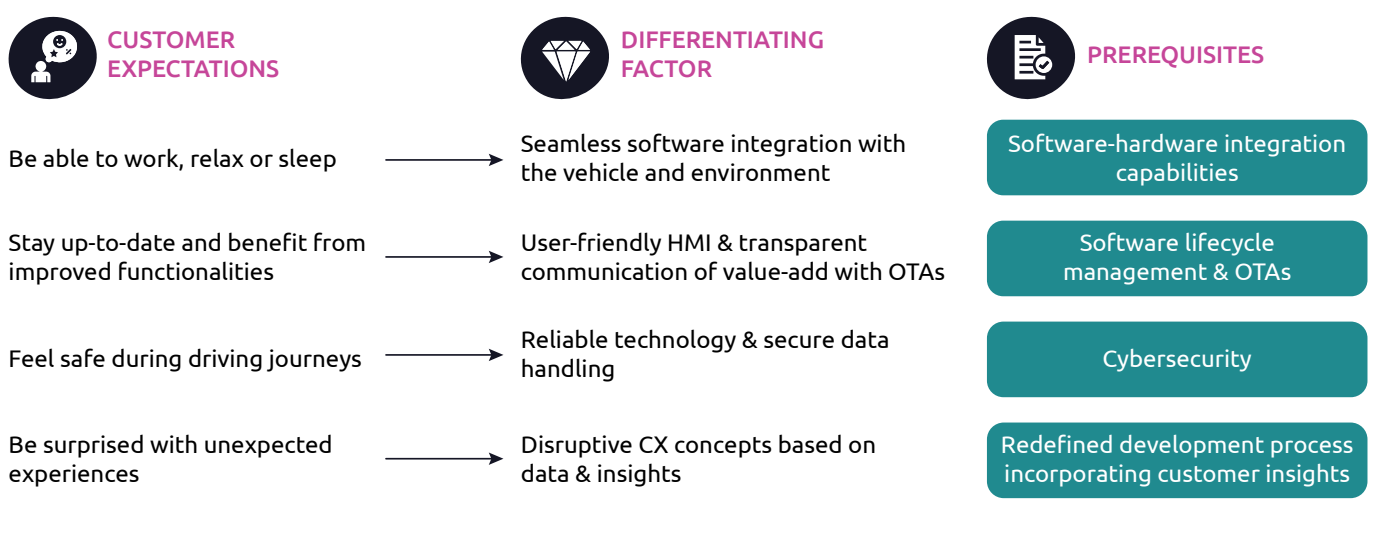 CUSTOMER
EXPECTATIONS
DIFFERENTIATING
FACTOR
PREREQUISITES
Be able to work, relax or sleep
Seamless software integration with
the vehicle and environment
Software-hardware integration
capabilities
Stay up-to-date and benefit from
improved functionalities
User-friendly HMI & transparent
communication of value-add with OTAs
Software lifecycle
management & OTAs
Feel safe during driving journeys
Reliable technology & secure data
handling
Cybersecurity
Be surprised with unexpected
experiences
Disruptive CX concepts based on
data & insights
Redefined development process
incorporating customer insights